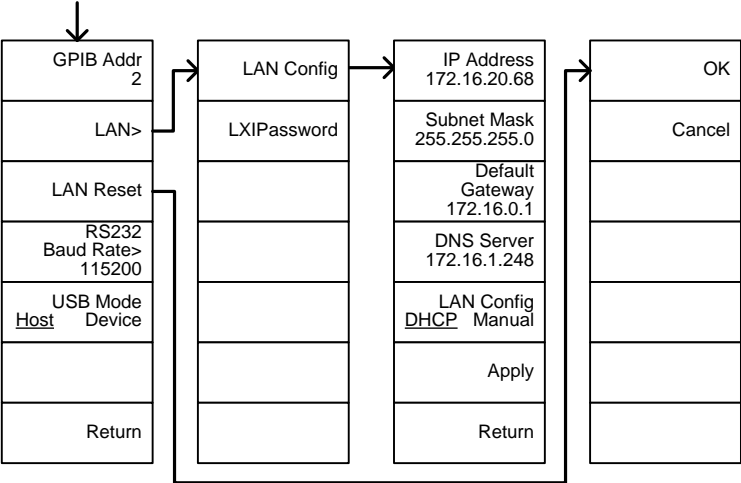 GPIB Addr
2
LAN>
LAN Reset
RS232
Baud Rate>
115200
USB Mode
Host Device
Return
LAN Config
LXIPassword
IP Address
172.16.20.68
Subnet Mask
255.255.255.0
Default
Gateway
172.16.0.1
DNS Server
172.16.1.248
LAN Config
DHCP Manual
Apply
Return
OK
Cancel